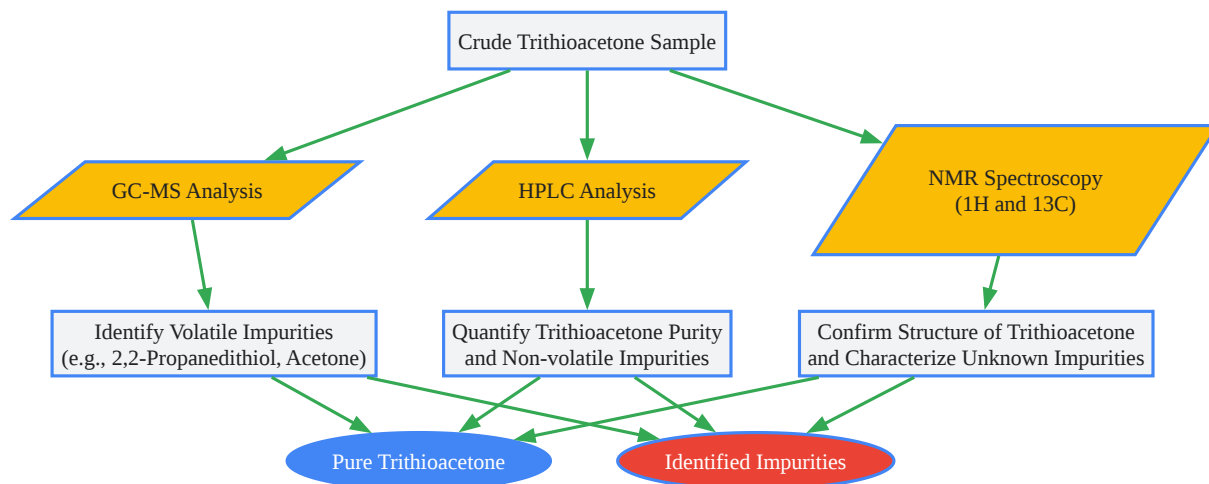 Crude Trithioacetone Sample
GC-MS Analysis
HPLC Analysis
NMR Spectroscopy
(1H and 13C)
Identify Volatile Impurities
(e.g., 2,2-Propanedithiol, Acetone)
Quantify Trithioacetone Purity
and Non-volatile Impurities
Confirm Structure of Trithioacetone
and Characterize Unknown Impurities
Pure Trithioacetone
Identified Impurities